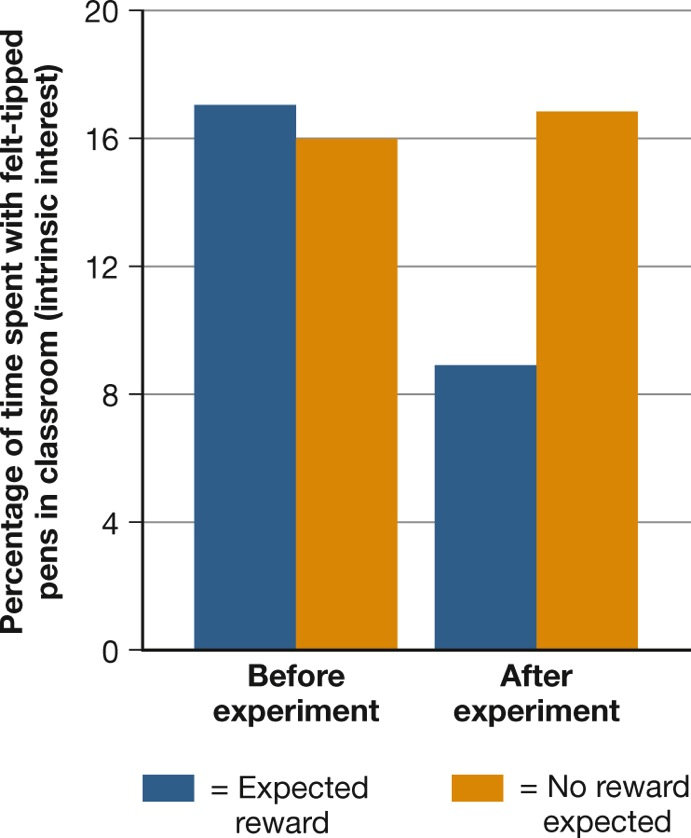 Percentage of time spent with felt-tipped
pens in classroom (intrinsic interest)
20
16
12
8
4
0
Before
experiment
After
experiment
= Expected
reward
= No reward
expected